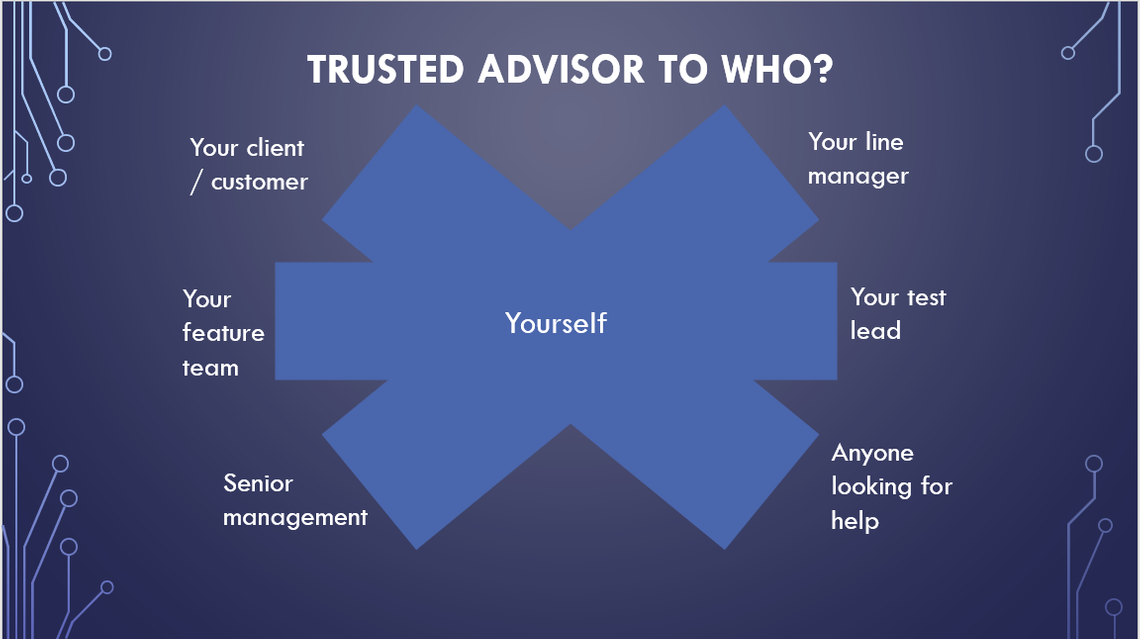 TRUSTED ADVISOR TO WHO?
Your client
/ customer
Your line
manager
Your
feature
team
Yourself
Your test
lead
Senior
management
Anyone
looking for
help